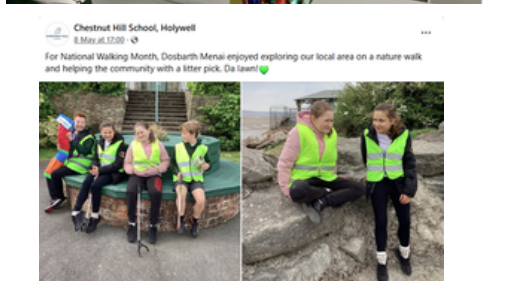 Chestnut Hill School, Holywell
8 May at 17:00 ·
For National Walking Month, Dosbarth Menai enjoyed exploring our local area on a nature walk
and helping the community with a litter pick. Da Iawn!